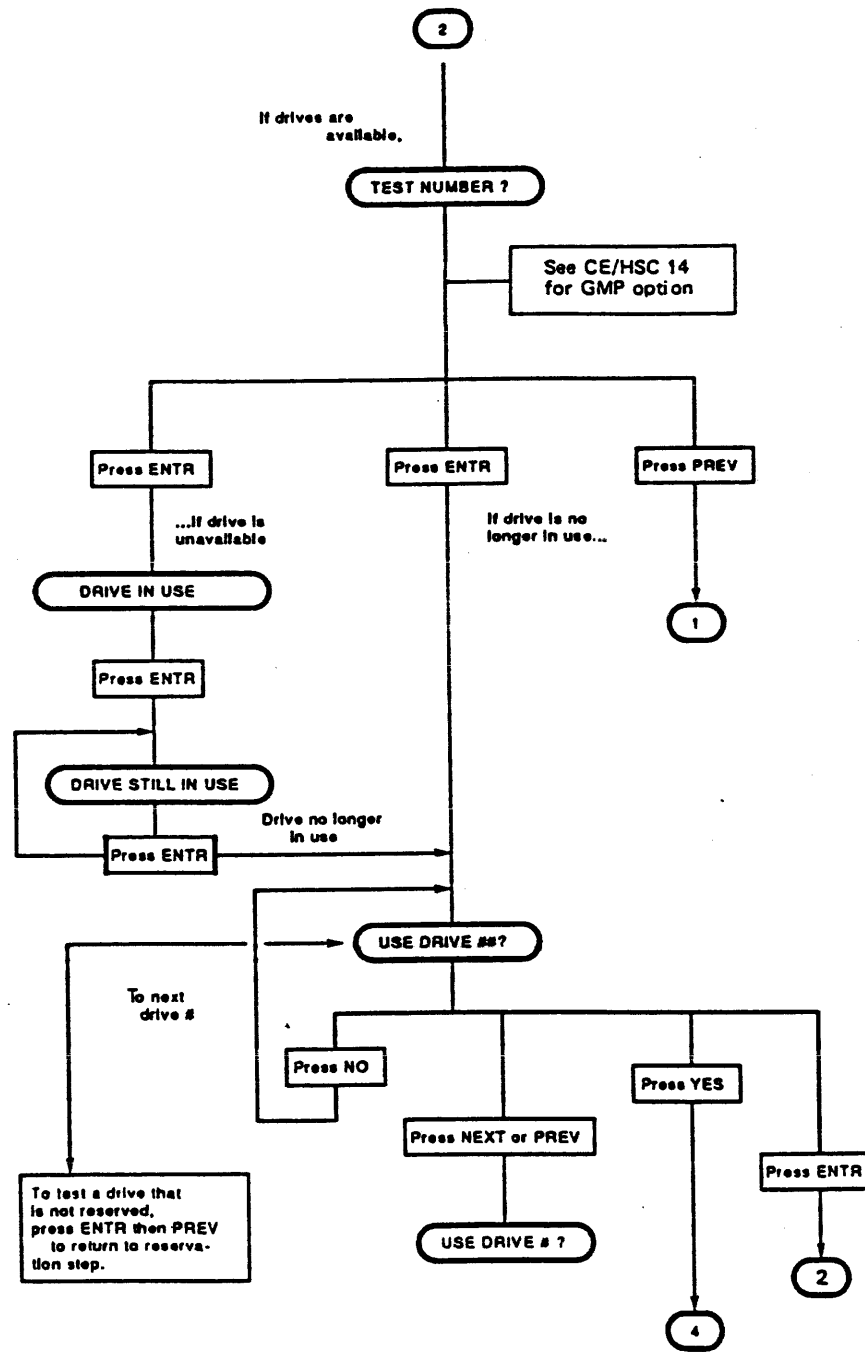 2
If drives are
available,
TEST NUMBER ?
See CE/HSC 14
for GMP option
Press ENTR
Press ENTR
Press PREV
...if drive is
unavailable
If drive is no
longer in use...
DRIVE IN USE
1
Press ENTR
DRIVE STILL IN USE
Drive no longer
in use
Press ENTR
USE DRIVE ##?
To next
drive #
Press NO
Press YES
Press NEXT or PREV
Press ENTR
To test a drive that
is not reserved,
press ENTR then PREV
to return to reserva-
tion step.
USE DRIVE # ?
2
4